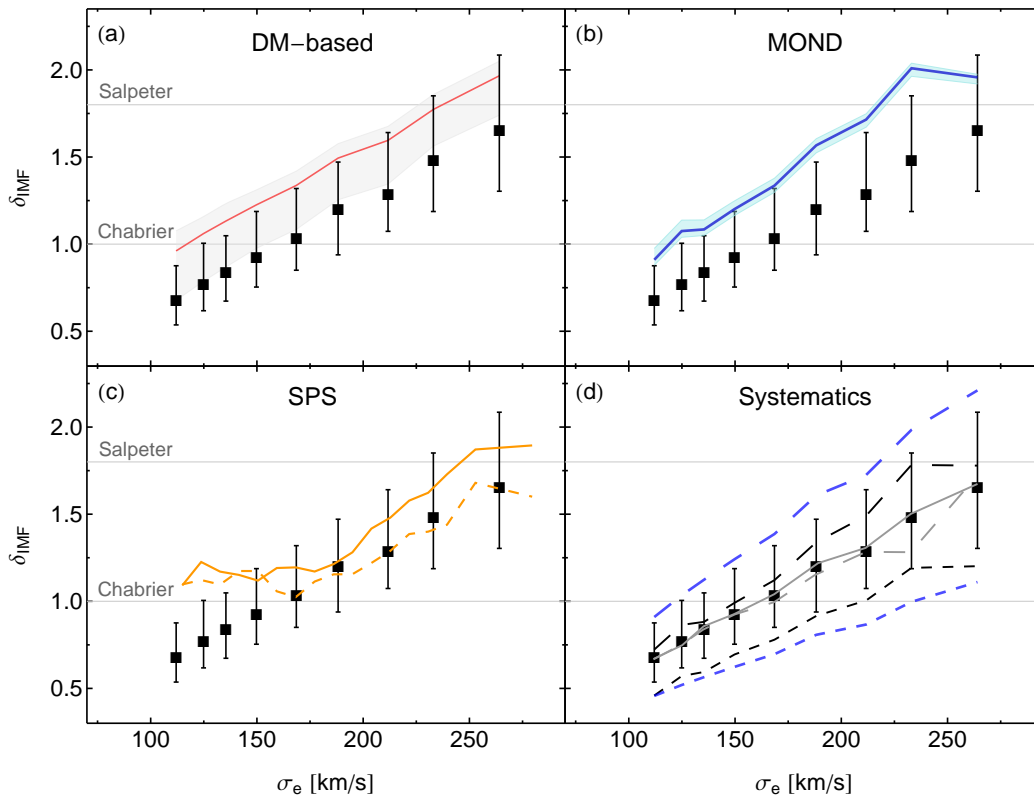 (a) DM−based
(b) MOND
2.0
Salpeter
1.5
δIMF
Chabrier
1.0
0.5
(c) SPS
(d) Systematics
2.0
Salpeter
1.5
δIMF
Chabrier
1.0
0.5
100 150 200 250
100 150 200 250
σe [km/s]
σe [km/s]